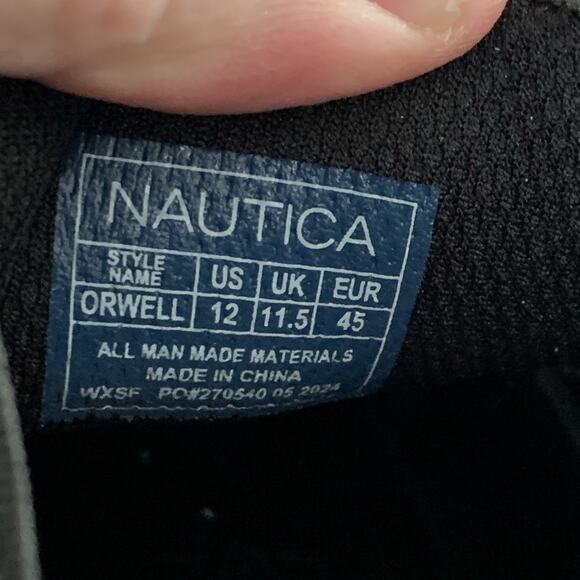 NAUTICA
STYLE NAME US UK EUR
ORWELL 12 11.5 45
ALL MAN MADE MATERIALS
MADE IN CHINA
WXSF PO#270540 05 2024